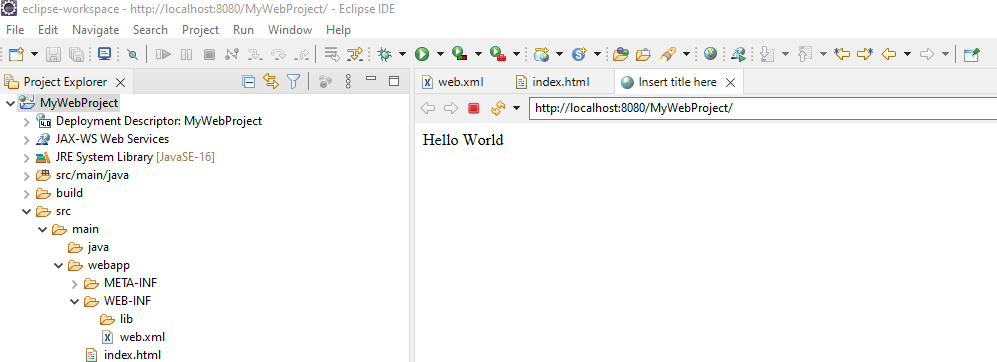 eclipse-workspace - http://localhost:8080/MyWebProject/ - Eclipse IDE
File Edit Navigate Search Project Run Window Help
Project Explorer
MyWebProject
4.0 Deployment Descriptor: MyWebProject
JAX-WS Web Services
JRE System Library [JavaSE-16]
src/main/java
build
src
main
java
webapp
META-INF
WEB-INF
lib
web.xml
index.html
web.xml index.html Insert title here
http://localhost:8080/MyWebProject/
Hello World